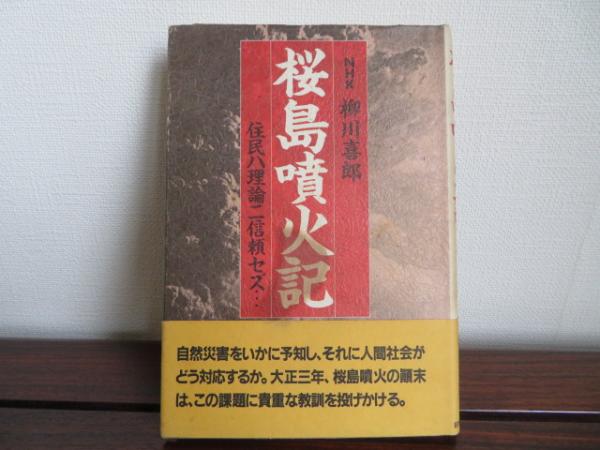 NHK 柳川喜郎
桜島噴火記
住民ハ理論ニ信頼セズ…
自然災害をいかに予知し、それに人間社会が
どう対応するか。大正三年、桜島噴火の顚末
は、この課題に貴重な教訓を投げかける。